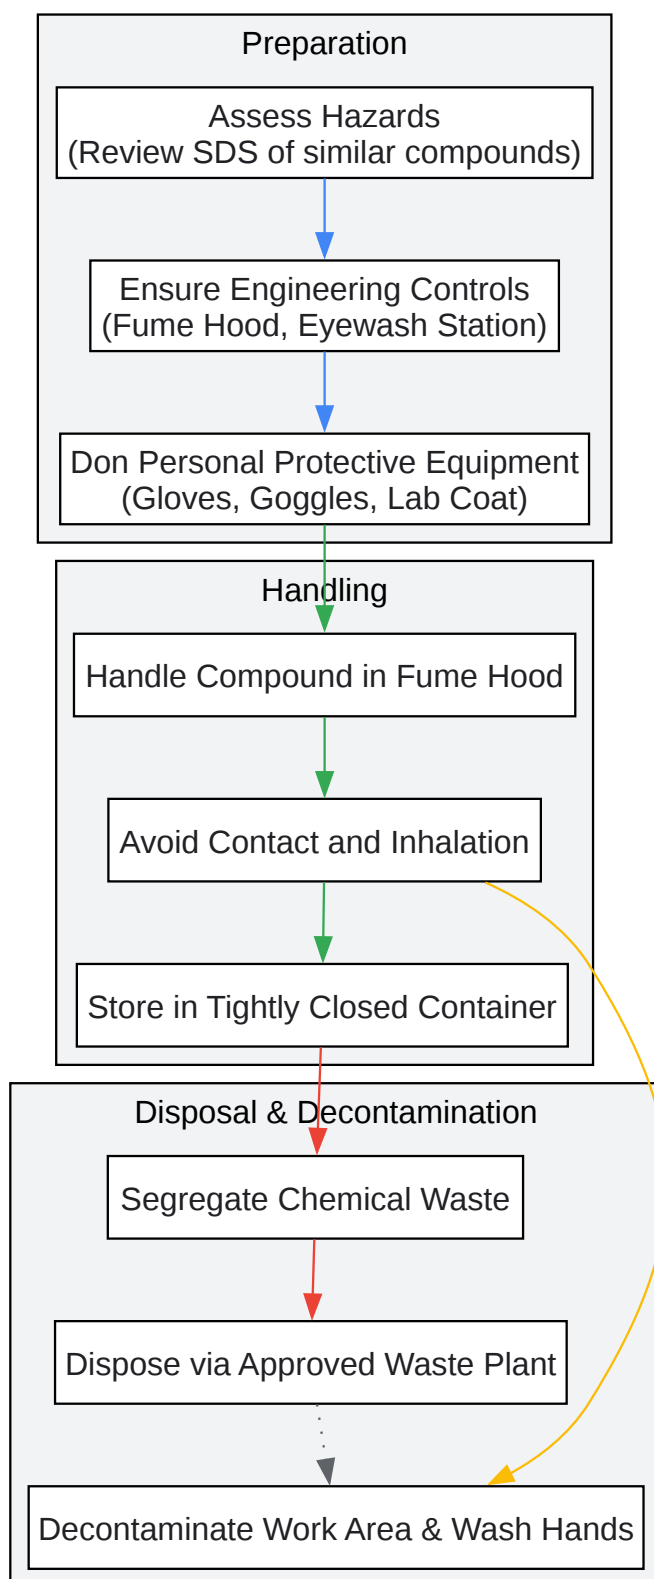 Preparation
Assess Hazards
(Review SDS of similar compounds)
Ensure Engineering Controls
(Fume Hood, Eyewash Station)
Don Personal Protective Equipment
(Gloves, Goggles, Lab Coat)
Handling
Handle Compound in Fume Hood
Avoid Contact and Inhalation
Store in Tightly Closed Container
Disposal & Decontamination
Segregate Chemical Waste
Dispose via Approved Waste Plant
Decontaminate Work Area & Wash Hands